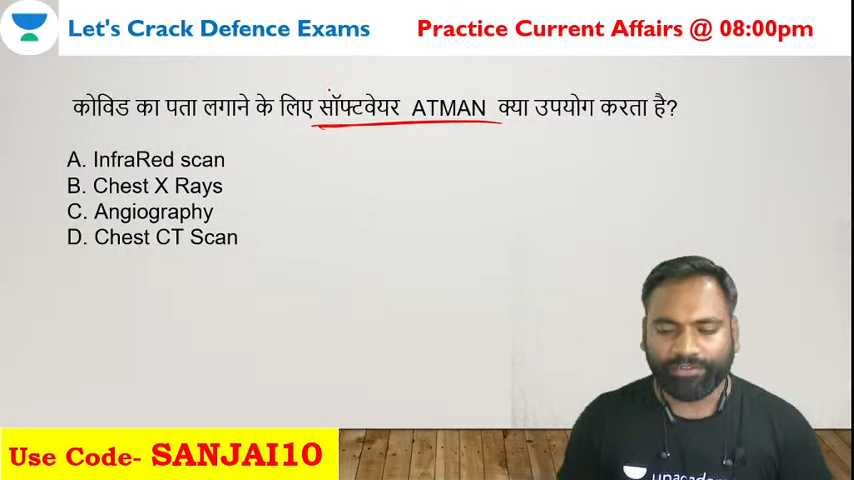 Let's Crack Defence Exams
Practice Current Affairs @ 08:00pm
कोविड का पता लगाने के लिए सॉफ्टवेयर ATMAN क्या उपयोग करता है?
A. InfraRed scan
B. Chest X Rays
C. Angiography
D. Chest CT Scan
Use Code- SANJAI10